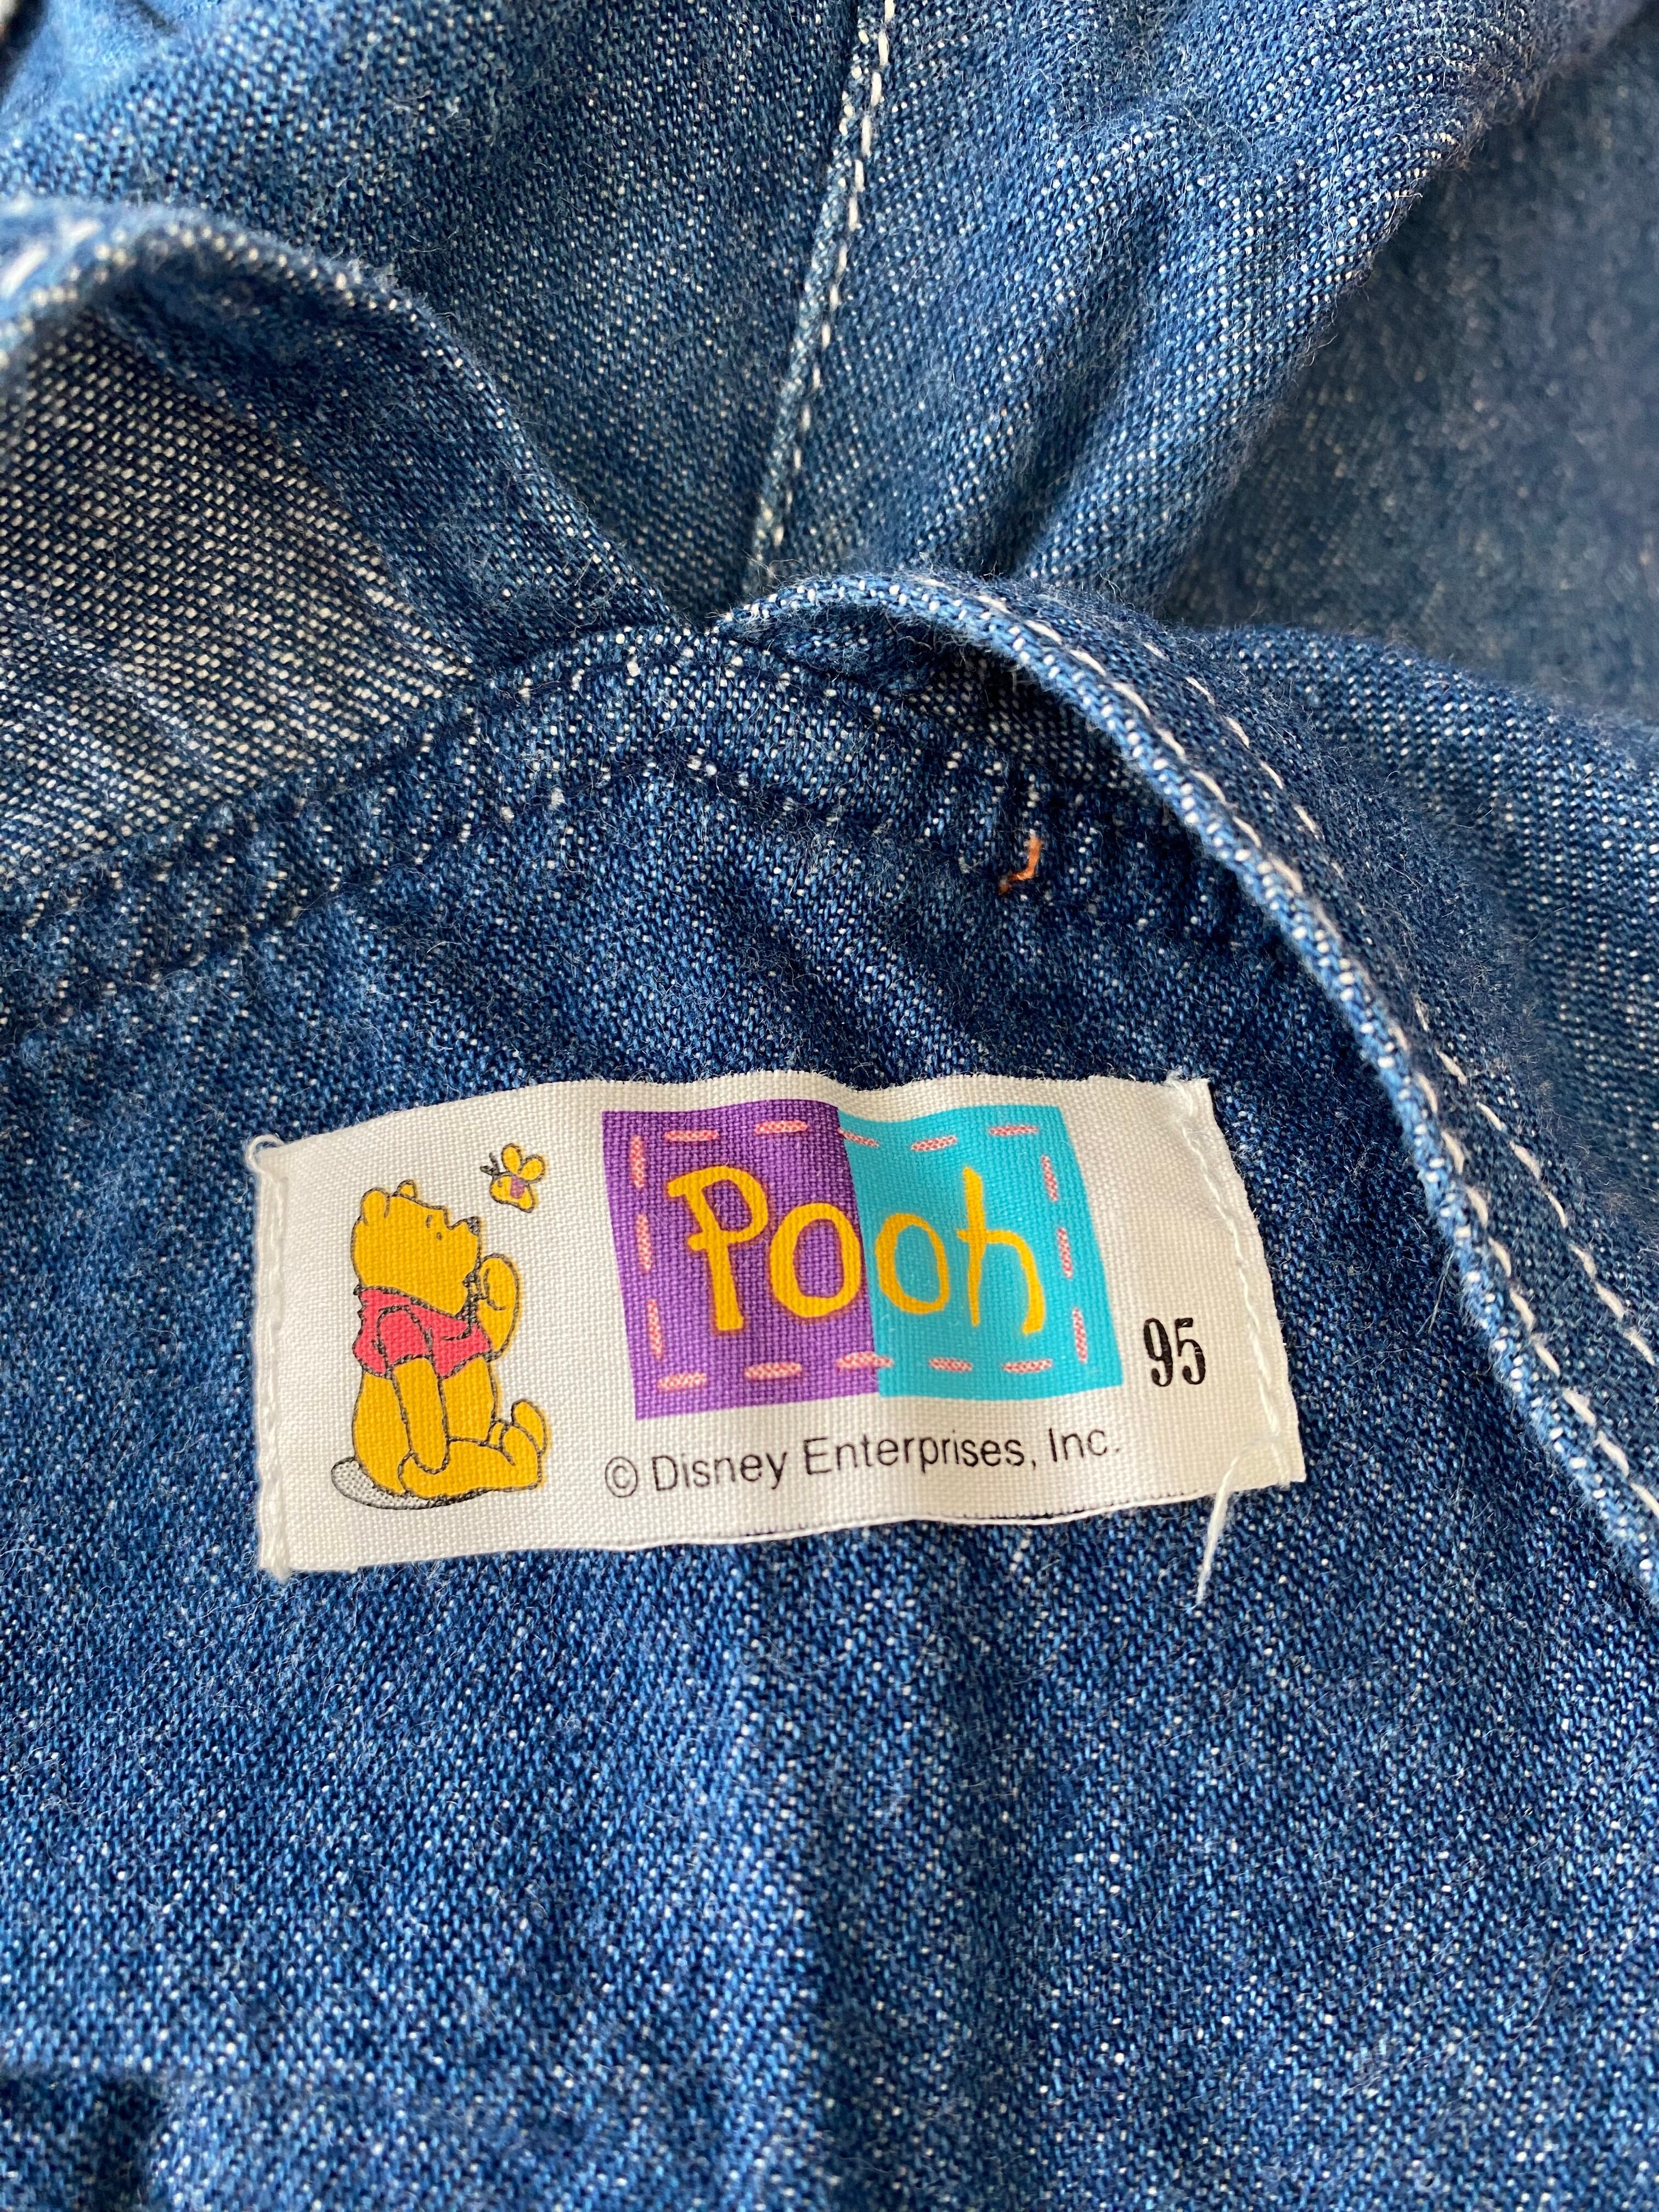 Pooh
95
© Disney Enterprises, Inc.